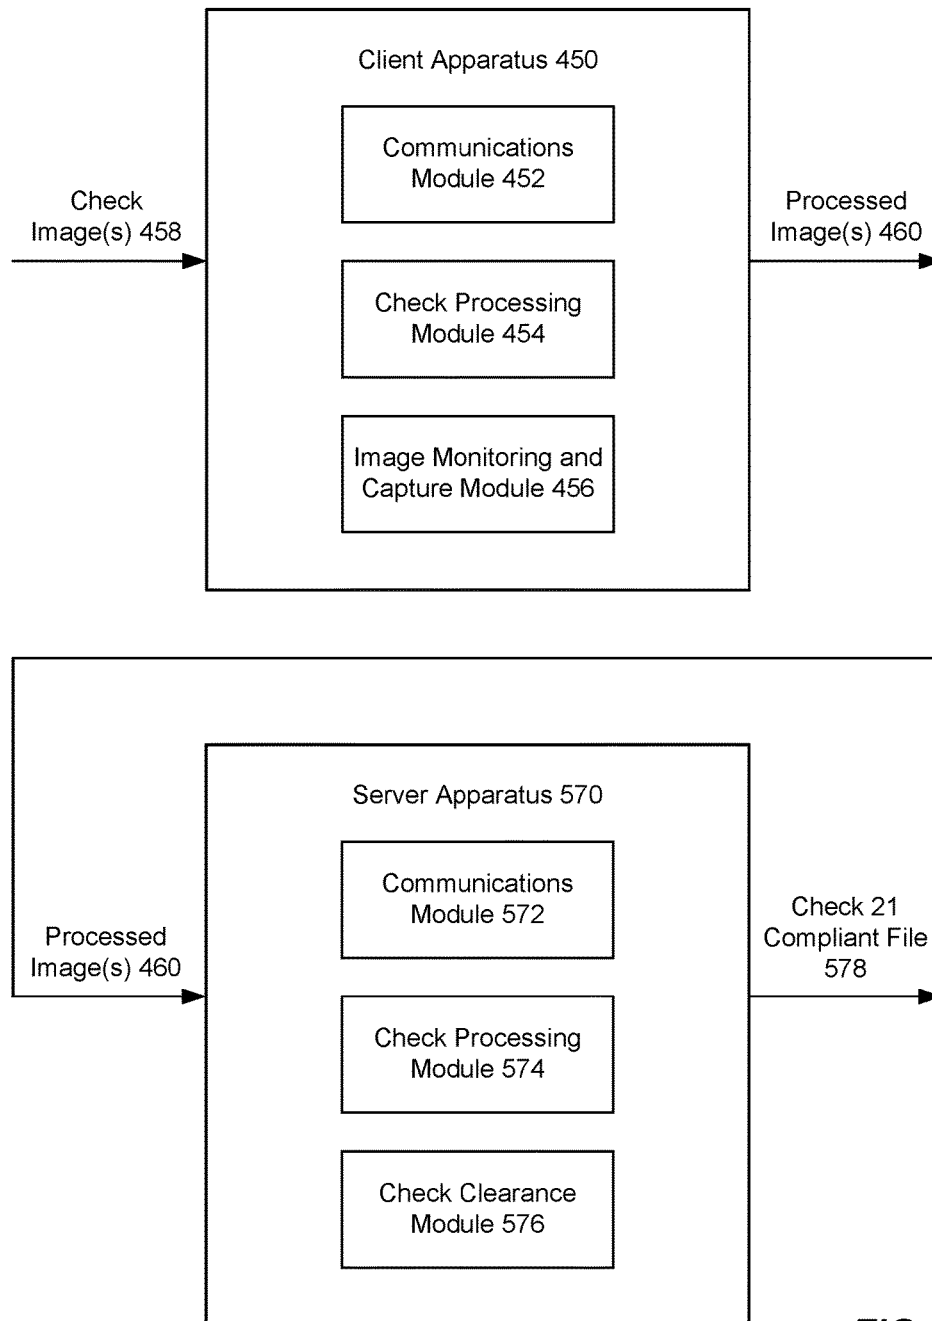 Client Apparatus 450
Communications
Module 452
Check
Image(s) 458
Processed
Image(s) 460
Check Processing
Module 454
Image Monitoring and
Capture Module 456
Server Apparatus 570
Communications
Module 572
Processed
Image(s) 460
Check 21
Compliant File
578
Check Processing
Module 574
Check Clearance
Module 576
FIG